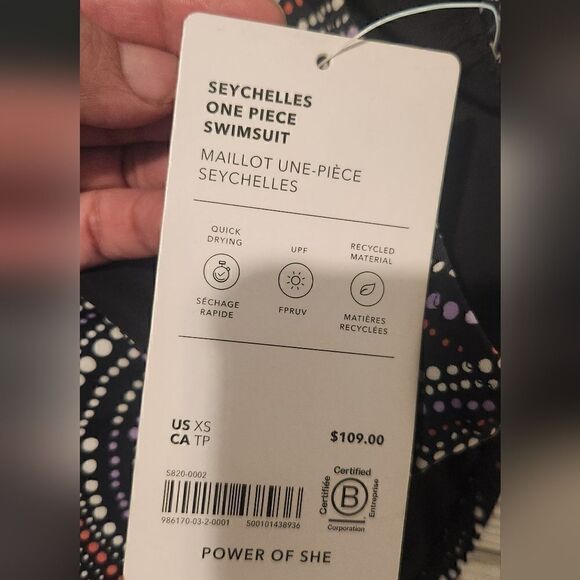 SEYCHELLES
ONE PIECE
SWIMSUIT
MAILLOT UNE-PIÈCE
SEYCHELLES
QUICK
DRYING
UPF
RECYCLED
MATERIAL
SÉCHAGE
RAPIDE
FPRUV
MATIÈRES
RECYCLÉES
US XS
CA TP
$109.00
S820-0002
986170-03-2-0001 500101438936
Certified
Certifiée
B
Entreprise
Corporation
POWER OF SHE